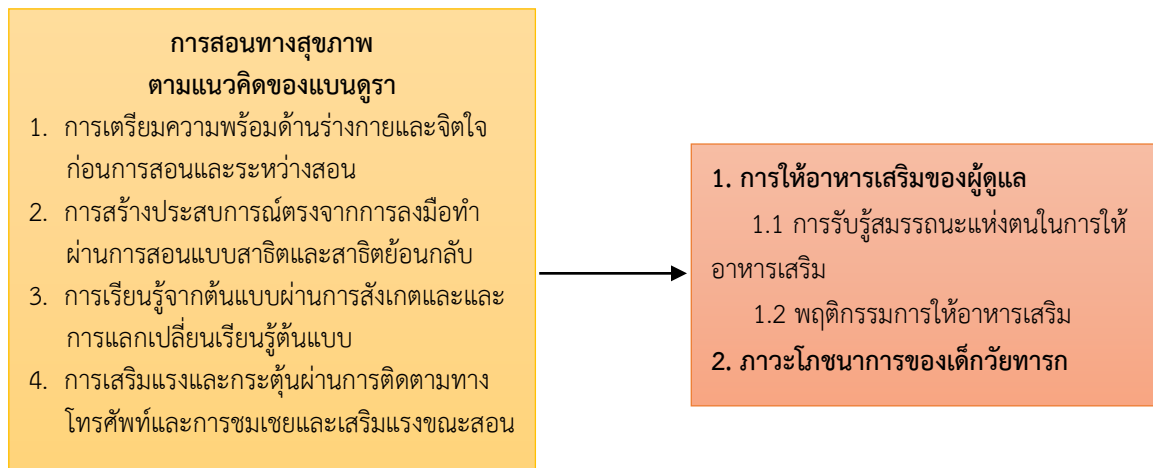 การสอนทางสุขภาพ
ตามแนวคิดของแบนดูรา
1. การเตรียมความพร้อมด้านร่างกายและจิตใจ
ก่อนการสอนและระหว่างสอน
2. การสร้างประสบการณ์ตรงจากการลงมือทำ
ผ่านการสอนแบบสาธิตและสาธิตย้อนกลับ
3. การเรียนรู้จากต้นแบบผ่านการสังเกตและและ
การแลกเปลี่ยนเรียนรู้ต้นแบบ
4. การเสริมแรงและกระตุ้นผ่านการติดตามทาง
โทรศัพท์และการชมเชยและเสริมแรงขณะสอน
1. การให้อาหารเสริมของผู้ดูแล
1.1 การรับรู้สมรรถนะแห่งตนในการให้
อาหารเสริม
1.2 พฤติกรรมการให้อาหารเสริม
2. ภาวะโภชนาการของเด็กวัยทารก